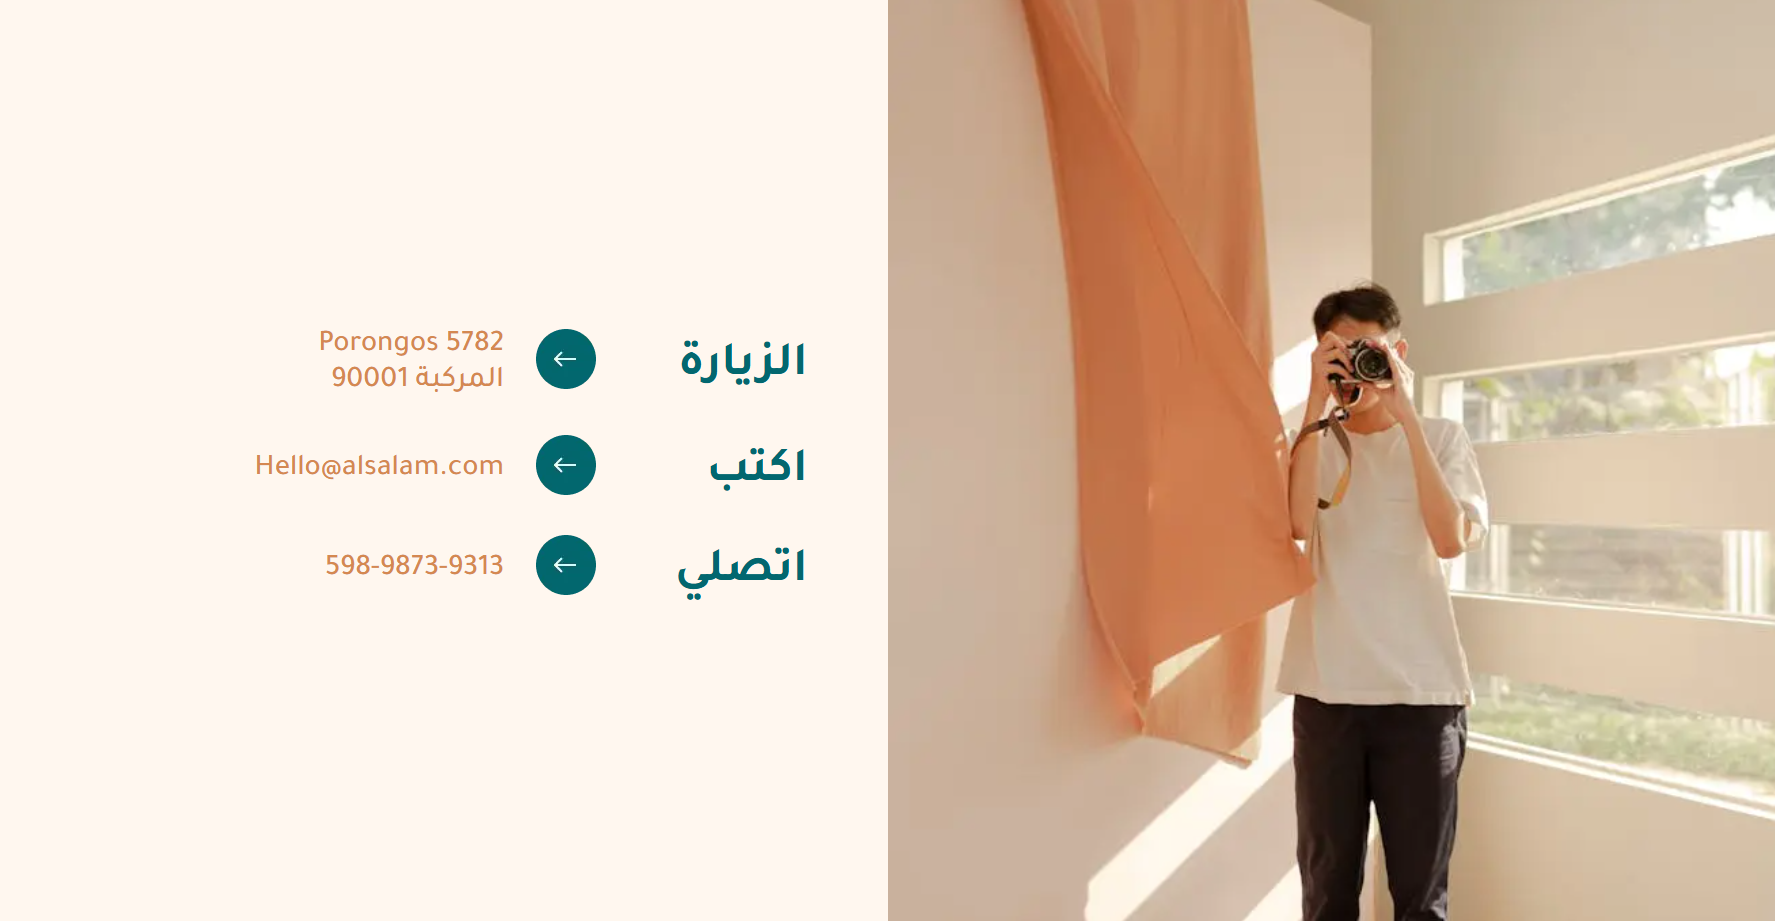 الزيارة
Porongos 5782
المركبة 90001
اكتب
Hello@alsalam.com
اتصلي
598-9873-9313